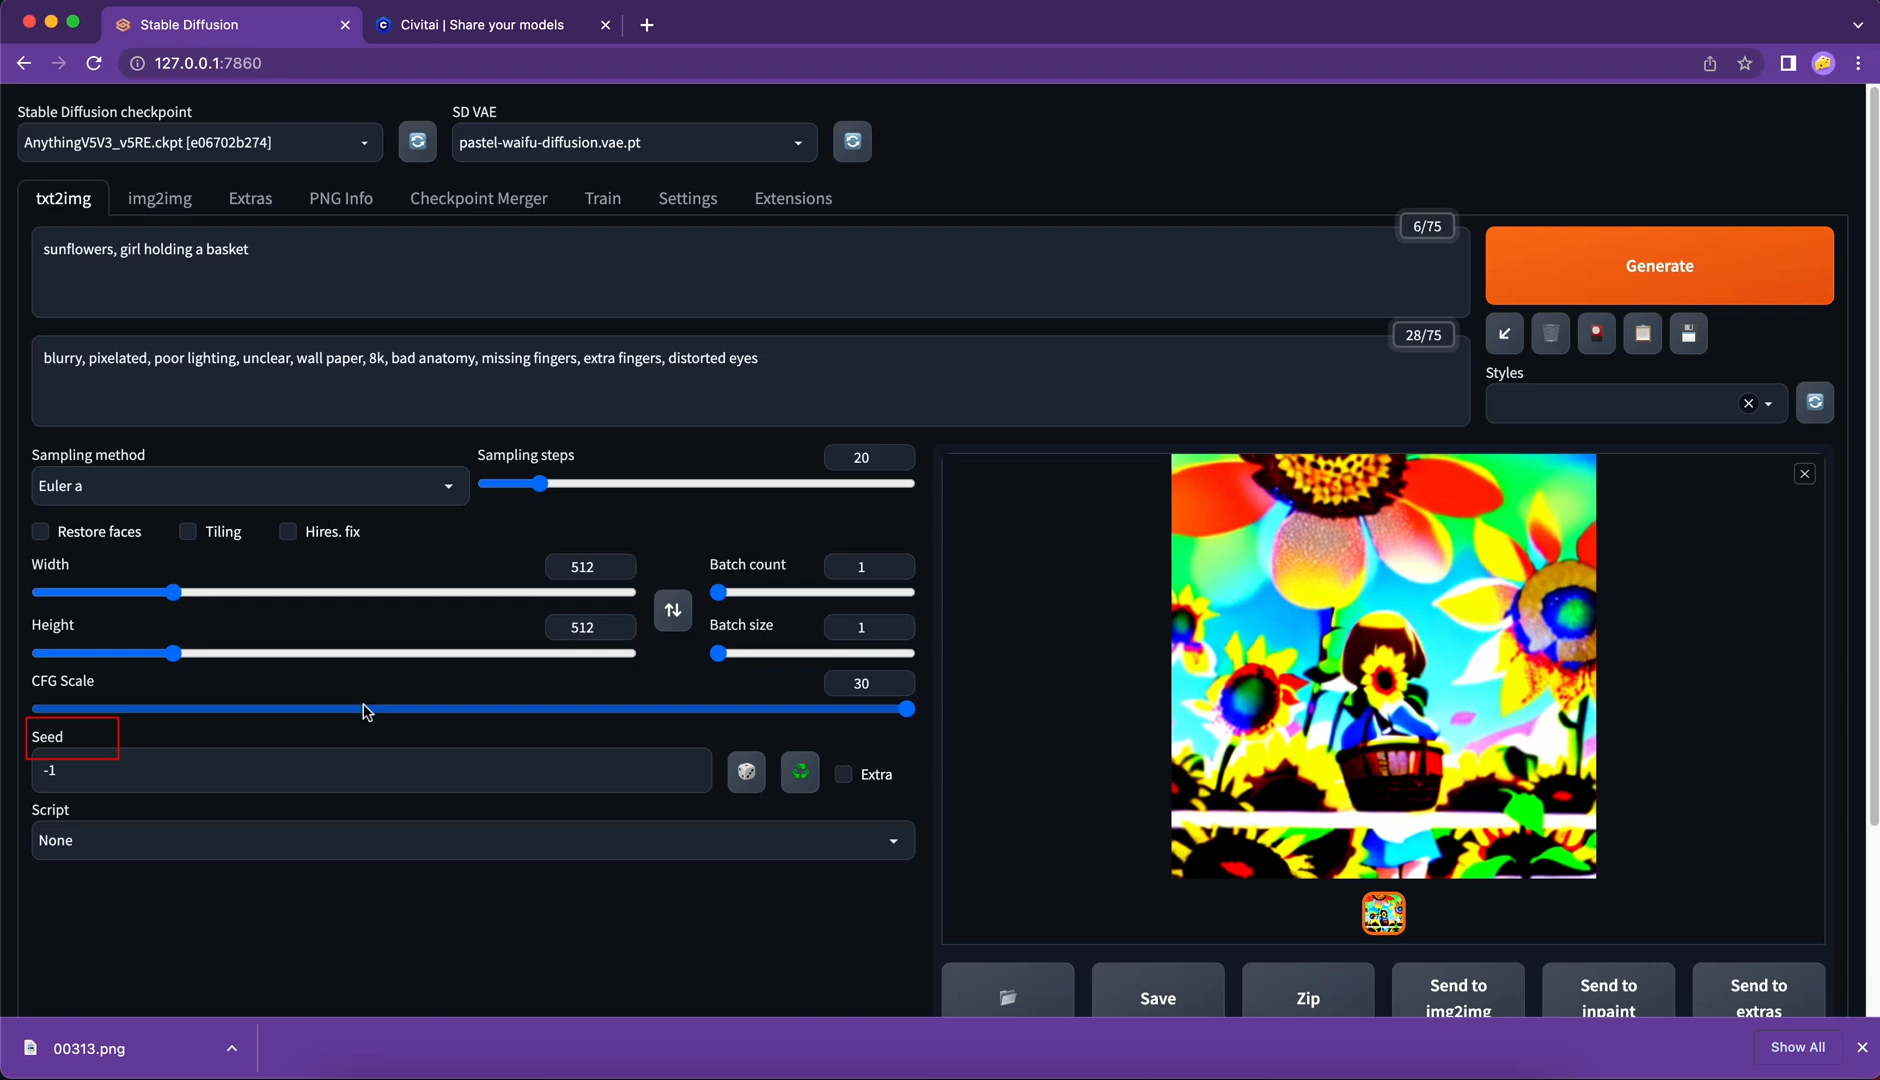 Stable Diffusion
Civitai | Share your models
127.0.0.1:7860
Stable Diffusion checkpoint
SD VAE
AnythingV5V3_v5RE.ckpt [e06702b274]
pastel-waifu-diffusion.vae.pt
txt2img
img2img
Extras
PNG Info
Checkpoint Merger
Train
Settings
Extensions
6/75
sunflowers, girl holding a basket
Generate
28/75
blurry, pixelated, poor lighting, unclear, wall paper, 8k, bad anatomy, missing fingers, extra fingers, distorted eyes
Styles
Sampling method
Sampling steps
20
Euler a
Restore faces
Tiling
Hires. fix
Width
512
Batch count
1
Height
512
Batch size
1
CFG Scale
30
Seed
-1
Extra
Script
None
Save
Zip
Send to
img2img
Send to
inpaint
Send to
extras
00313.png
Show All